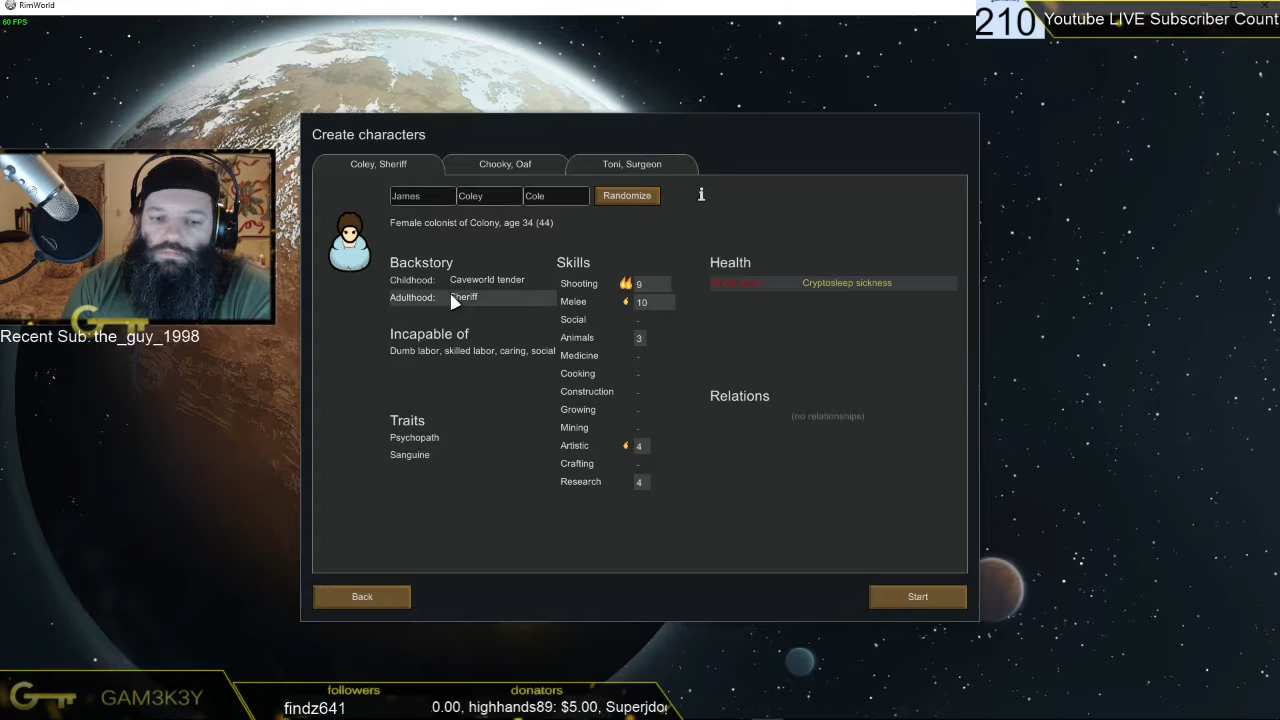 RimWorld
60 FPS
210
Youtube LIVE Subscriber Count
Create characters
Coley, Sheriff
Chooky, Oaf
Toni, Surgeon
James
Coley
Cole
Randomize
Female colonist of Colony, age 34 (44)
Backstory
Childhood: Caveworld tender
Adulthood: Sheriff
Incapable of
Dumb labor, skilled labor, caring, social
Traits
Psychopath
Sanguine
Skills
Shooting 9
Melee 10
Social -
Animals 3
Medicine -
Cooking -
Construction -
Growing -
Mining -
Artistic 4
Crafting -
Research 4
Health
Cryptosleep sickness
Relations
(no relationships)
Back
Start
Recent Sub: the_guy_1998
GAM3K3Y
followers
findz641
donators
0.00, highhands89: $5.00, Superjdo